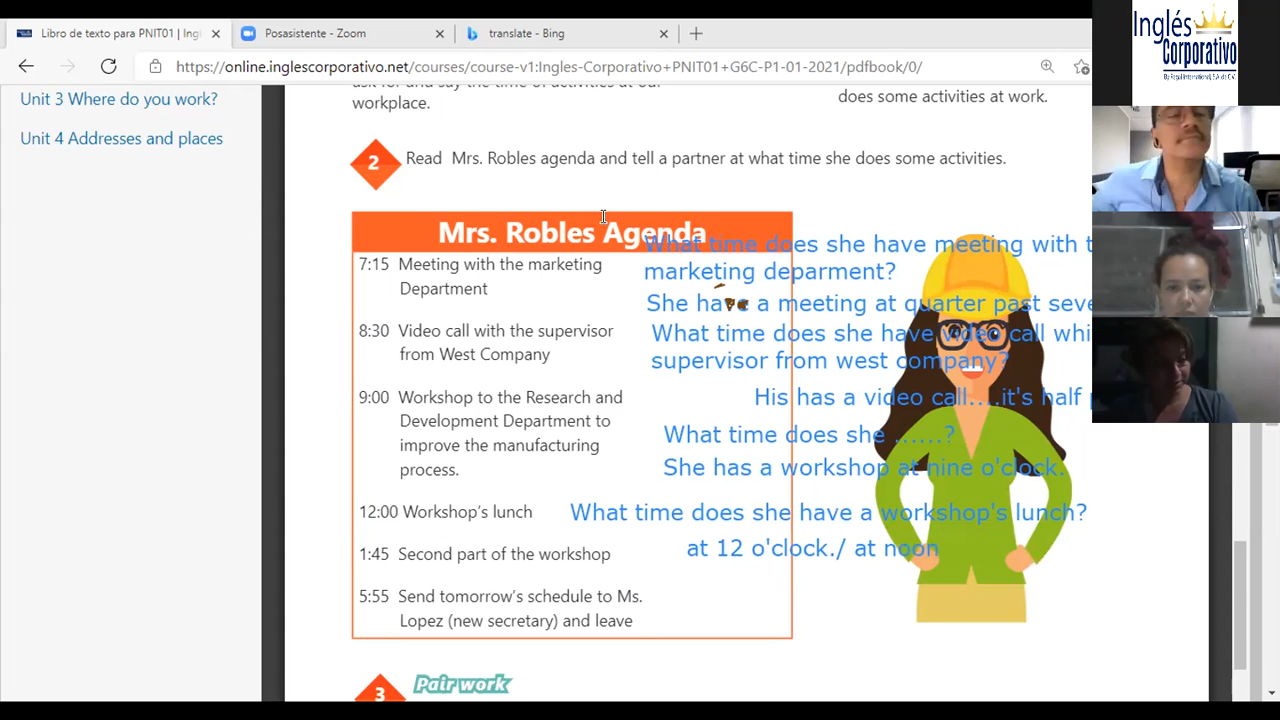 Libro de texto para PNIT01 | Ingl
Posasistente - Zoom
translate - Bing
https://online.inglescorporativo.net/courses/course-v1:Ingles-Corporativo+PNIT01+G6C-P1-01-2021/pdfbook/0/
Inglés
Corporativo
Unit 3 Where do you work?
Unit 4 Addresses and places
workplace.
does some activities at work.
2
Read Mrs. Robles agenda and tell a partner at what time she does some activities.
Mrs. Robles Agenda
7:15 Meeting with the marketing
Department
8:30 Video call with the supervisor
from West Company
9:00 Workshop to the Research and
Development Department to
improve the manufacturing
process.
12:00 Workshop's lunch
1:45 Second part of the workshop
5:55 Send tomorrow's schedule to Ms.
Lopez (new secretary) and leave
What time does she have meeting with t
marketing deparment?
She have a meeting at quarter past seve
What time does she have video call whi
supervisor from west company?
His has a video call....it's half p
What time does she ......?
She has a workshop at nine o'clock.
What time does she have a workshop's lunch?
at 12 o'clock./ at noon
3
Pair work